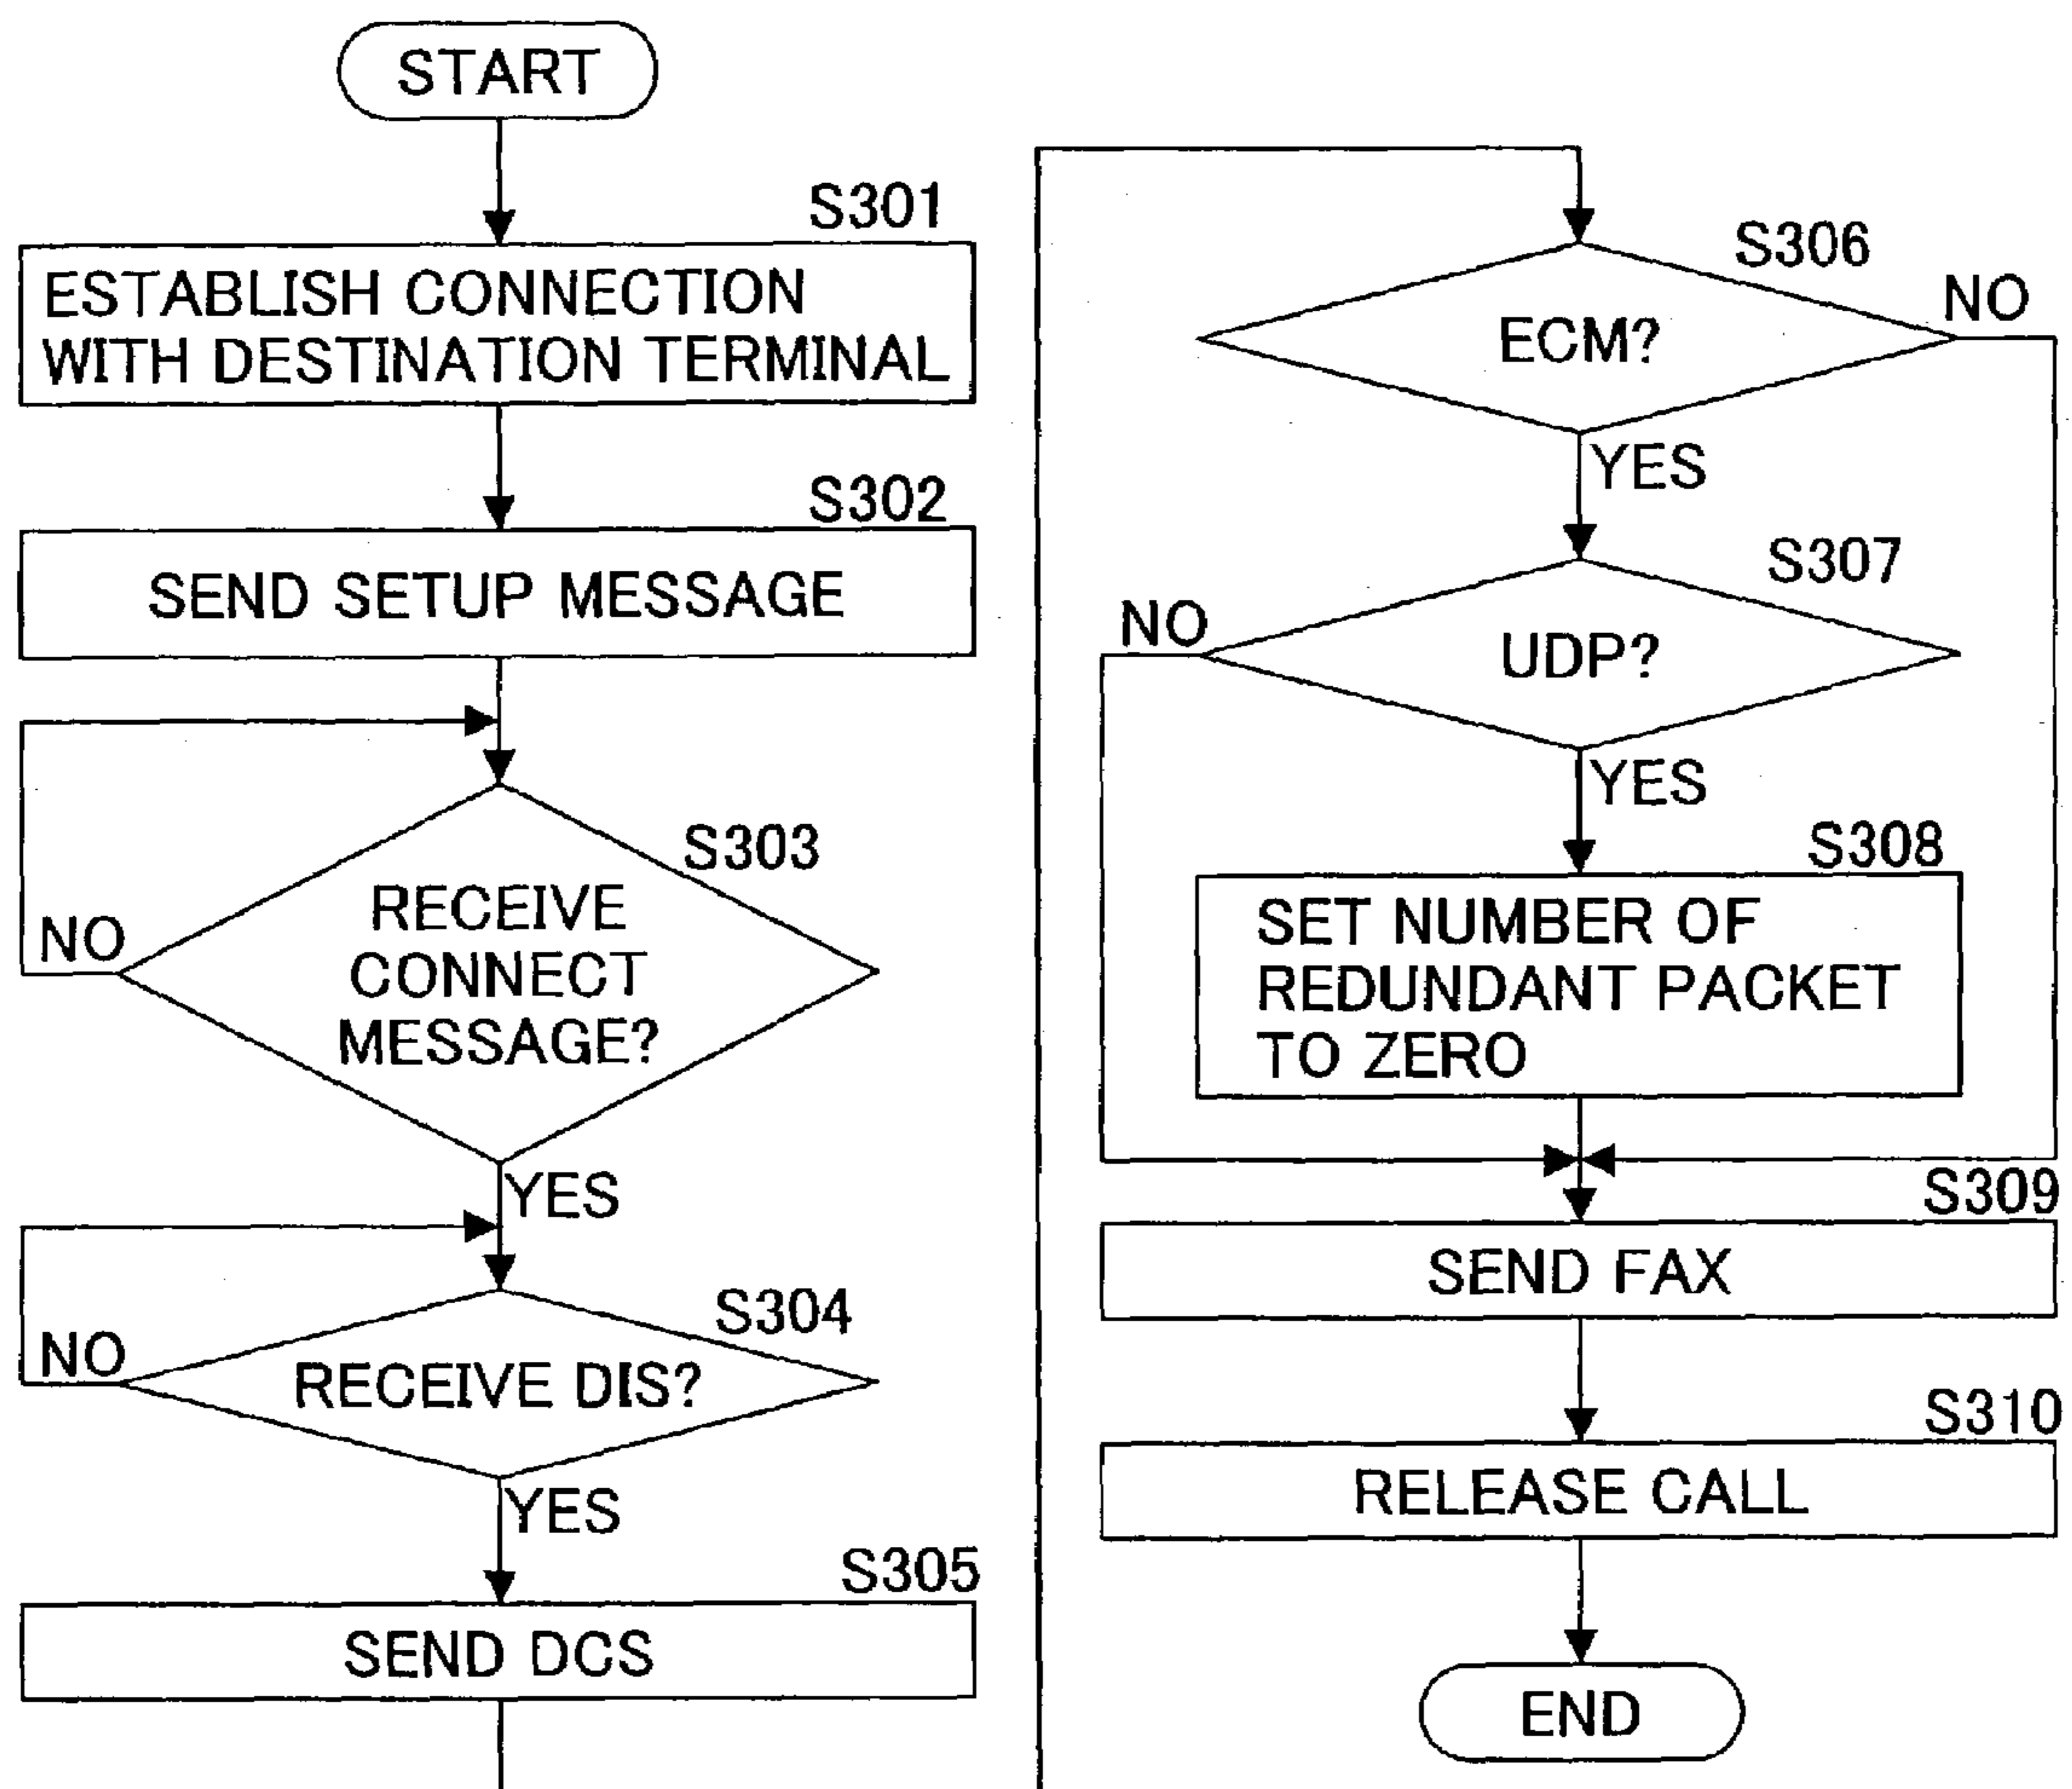 START
S301
ESTABLISH CONNECTION
WITH DESTINATION TERMINAL
S302
SEND SETUP MESSAGE
S303
RECEIVE
CONNECT
MESSAGE?
NO
YES
S304
RECEIVE DIS?
NO
YES
S305
SEND DCS
S306
ECM?
NO
YES
S307
UDP?
NO
YES
S308
SET NUMBER OF
REDUNDANT PACKET
TO ZERO
S309
SEND FAX
S310
RELEASE CALL
END